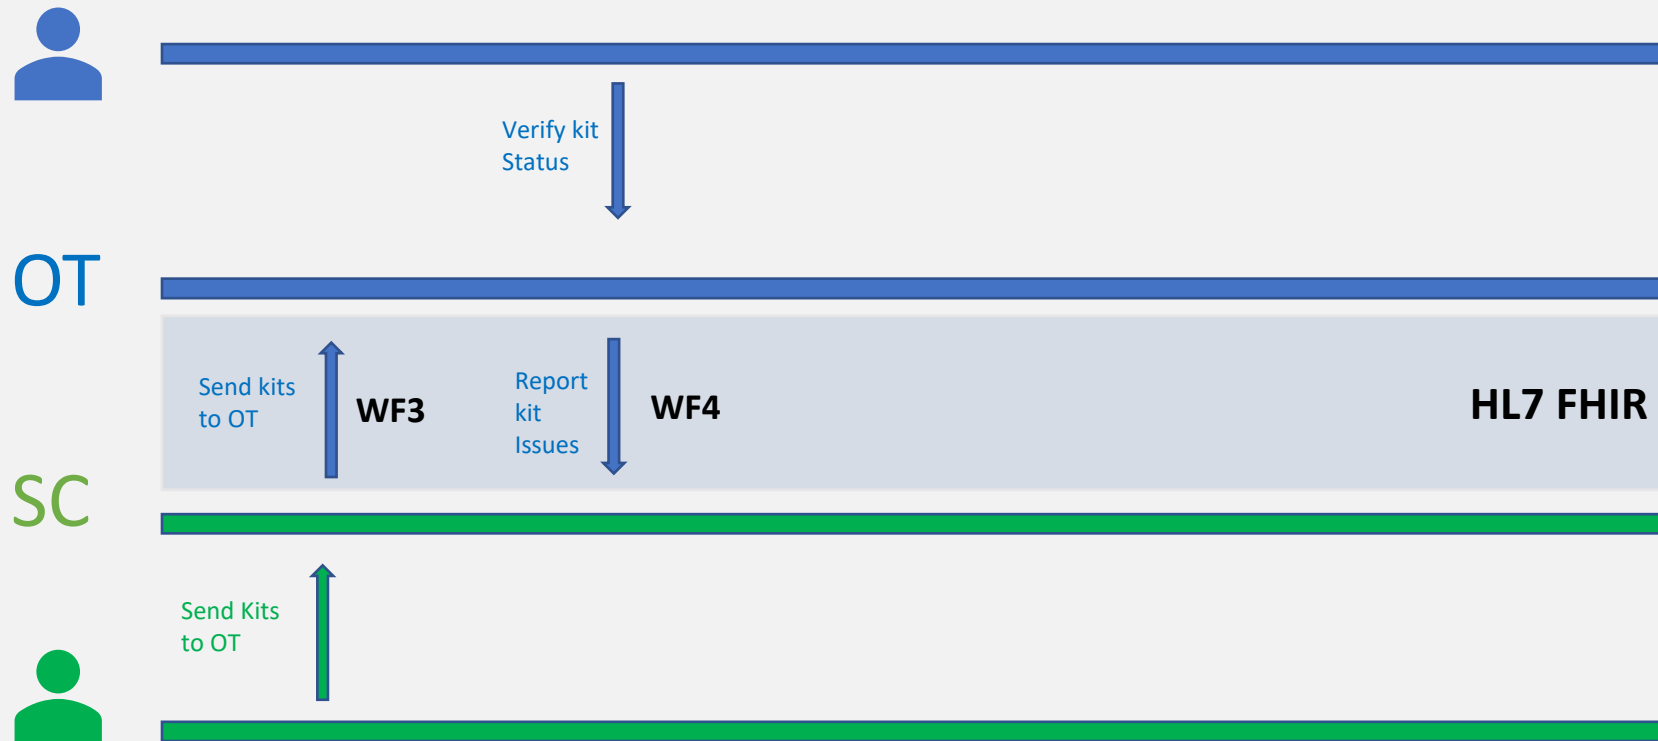 Verify kit
Status
OT
Send kits
to OT
WF3
Report
kit
Issues
WF4
HL7 FHIR
SC
Send Kits
to OT